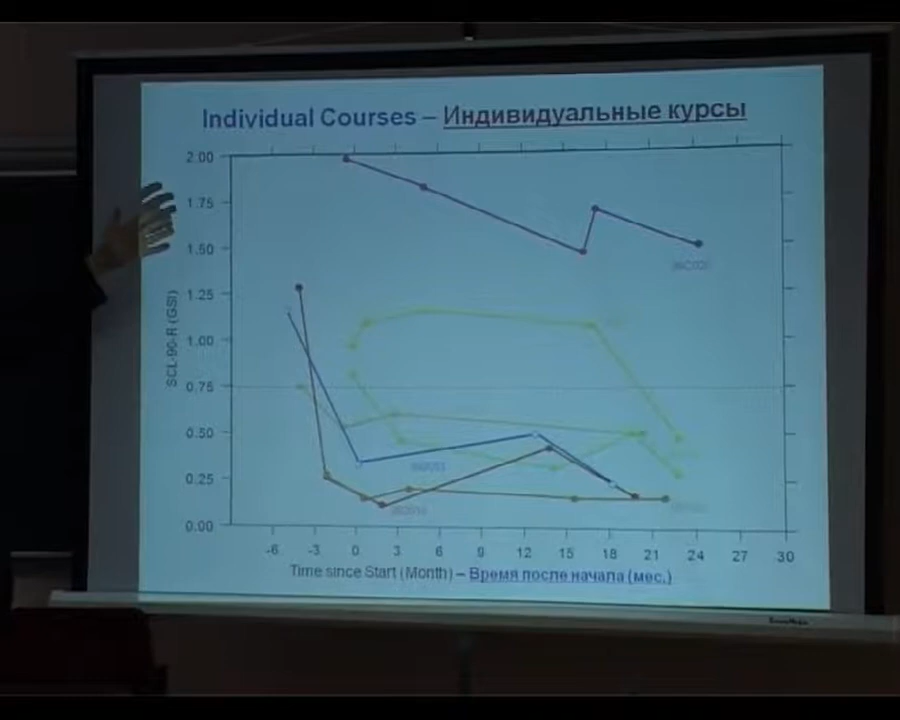 Individual Courses – Индивидуальные курсы
2.00
1.75
1.50
1.25
1.00
0.75
0.50
0.25
0.00
SCL-90-R (GSI)
-6 -3 0 3 6 9 12 15 18 21 24 27 30
Time since Start (Month) – Время после начала (мес.)